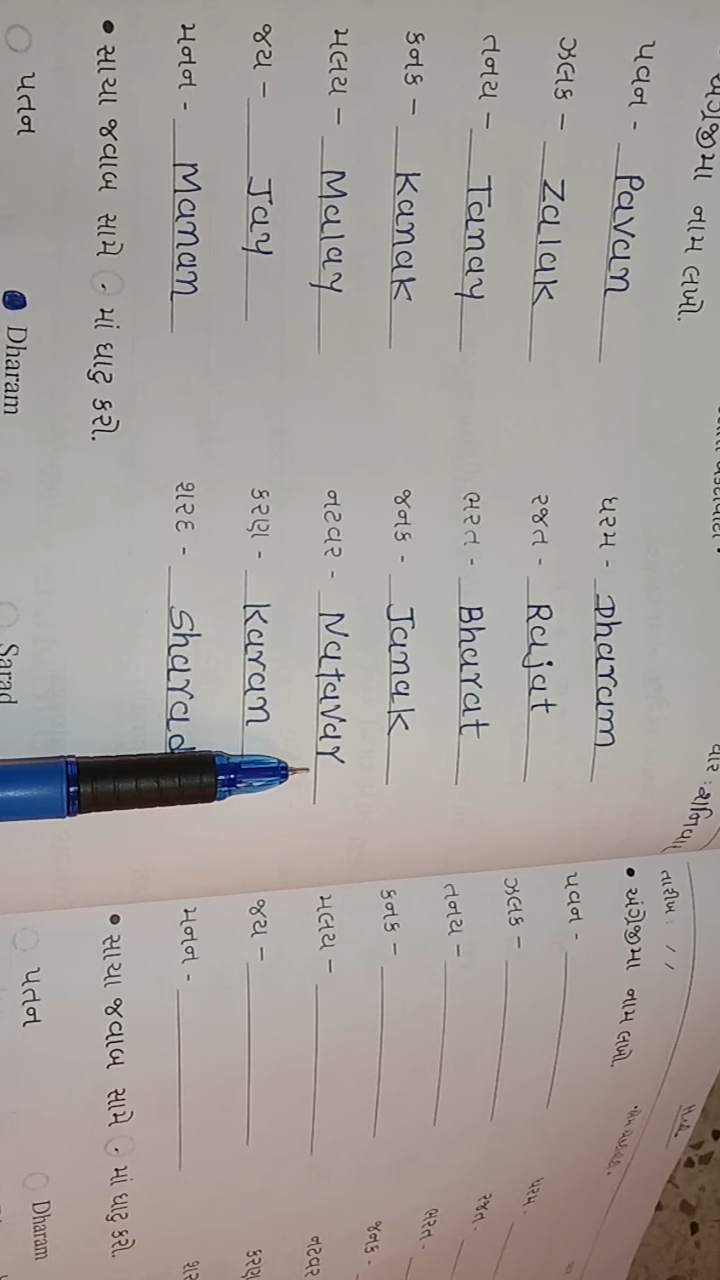 અંગ્રેજીમા નામ લખો.
વાર : શનિવાર
પવન - Pavan
ધરમ - Dharam
ઝલક - Zalak
રજત - Rajat
તનય - Tanay
ભરત - Bharat
કનક - Kanak
જનક - Janak
મલય - Malay
નટવર - Natavar
જય - Jay
કરણ - Karan
મનન - Manan
શરદ - Sharad
• સાચા જવાબ સામે ○ માં ઘાટુ કરો.
○ પતન
Dharam
○ Sarad
તારીખ : / /
• અંગ્રેજીમા નામ લખો.
પવન -
ધરમ -
ઝલક -
રજત -
તનય -
ભરત -
કનક -
જનક -
મલય -
નટવર
જય -
કરણ
મનન -
• સાચા જવાબ સામે ○ માં ઘાટુ કરો.
○ પતન
○ Dharam